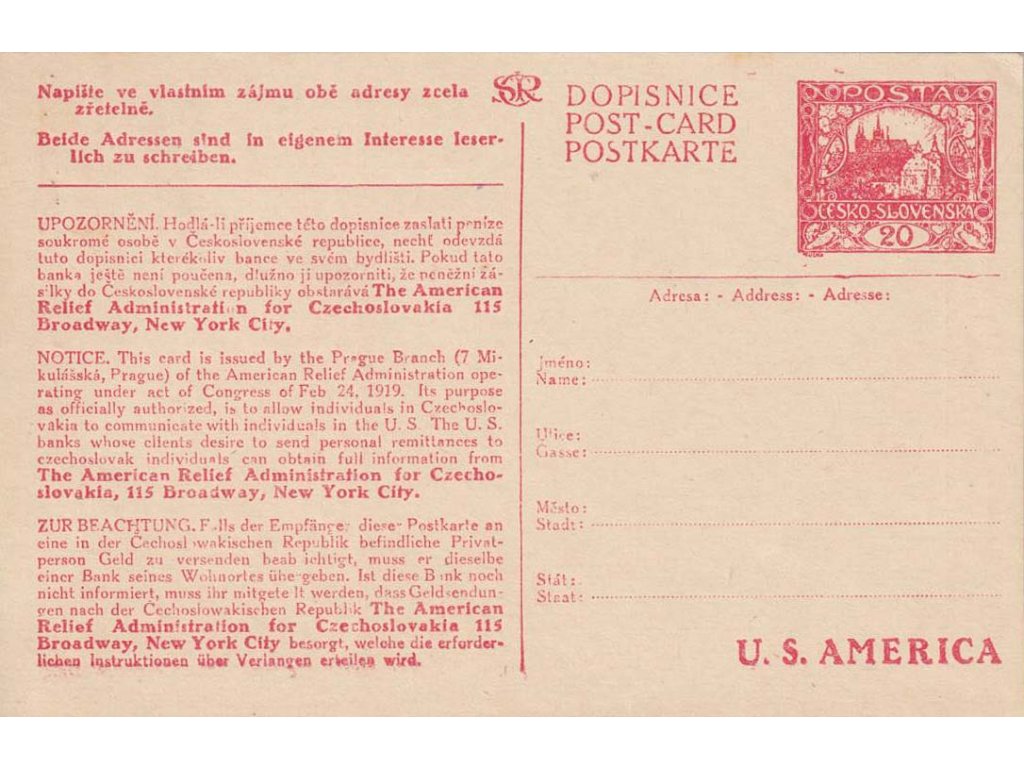 Napište ve vlastním zájmu obě adresy zcela
zřetelně.
Beide Adressen sind in eigenem Interesse leser-
lich zu schreiben.
UPOZORNĚNÍ. Hodlá-li příjemce této dopisnice zaslati peníze
soukromé osobě v Československé republice, nechť odevzdá
tuto dopisnici kterékoliv bance ve svém bydlišti. Pokud tato
banka ještě není poučena, dlužno ji upozorniti, že peněžní zá-
silky do Československé republiky obstarává The American
Relief Administration for Czechoslovakia 115
Broadway, New York City.
NOTICE. This card is issued by the Prague Branch (7 Mi-
kulášská, Prague) of the American Relief Administration ope-
rating under act of Congress of Feb 24, 1919. Its purpose
as officially authorized, is to allow individuals in Czechoslo-
vakia to communicate with individuals in the U. S. The U. S.
banks whose clients desire to send personal remittances to
czechoslovak individuals can obtain full information from
The American Relief Administration for Czecho-
slovakia, 115 Broadway, New York City.
ZUR BEACHTUNG. Falls der Empfänger dieser Postkarte an
eine in der Čechoslowakischen Republik befindliche Privat-
person Geld zu versenden beabsichtigt, muss er dieselbe
einer Bank seines Wohnortes übergeben. Ist diese Bank noch
nicht informiert, muss ihr mitgeteilt werden, dass Geldsendun-
gen nach der Čechoslowakischen Republik The American
Relief Administration for Czechoslovakia 115
Broadway, New York City besorgt, welche die erforder-
lichen Instruktionen über Verlangen erteilen wird.
ČSR
DOPISNICE
POST-CARD
POSTKARTE
POŠTA
ČESKO-SLOVENSKÁ
20
MUCHA
Adresa: - Address: - Adresse:
Jméno:
Name:
Ulice:
Gasse:
Město:
Stadt:
Stát:
Staat:
U. S. AMERICA